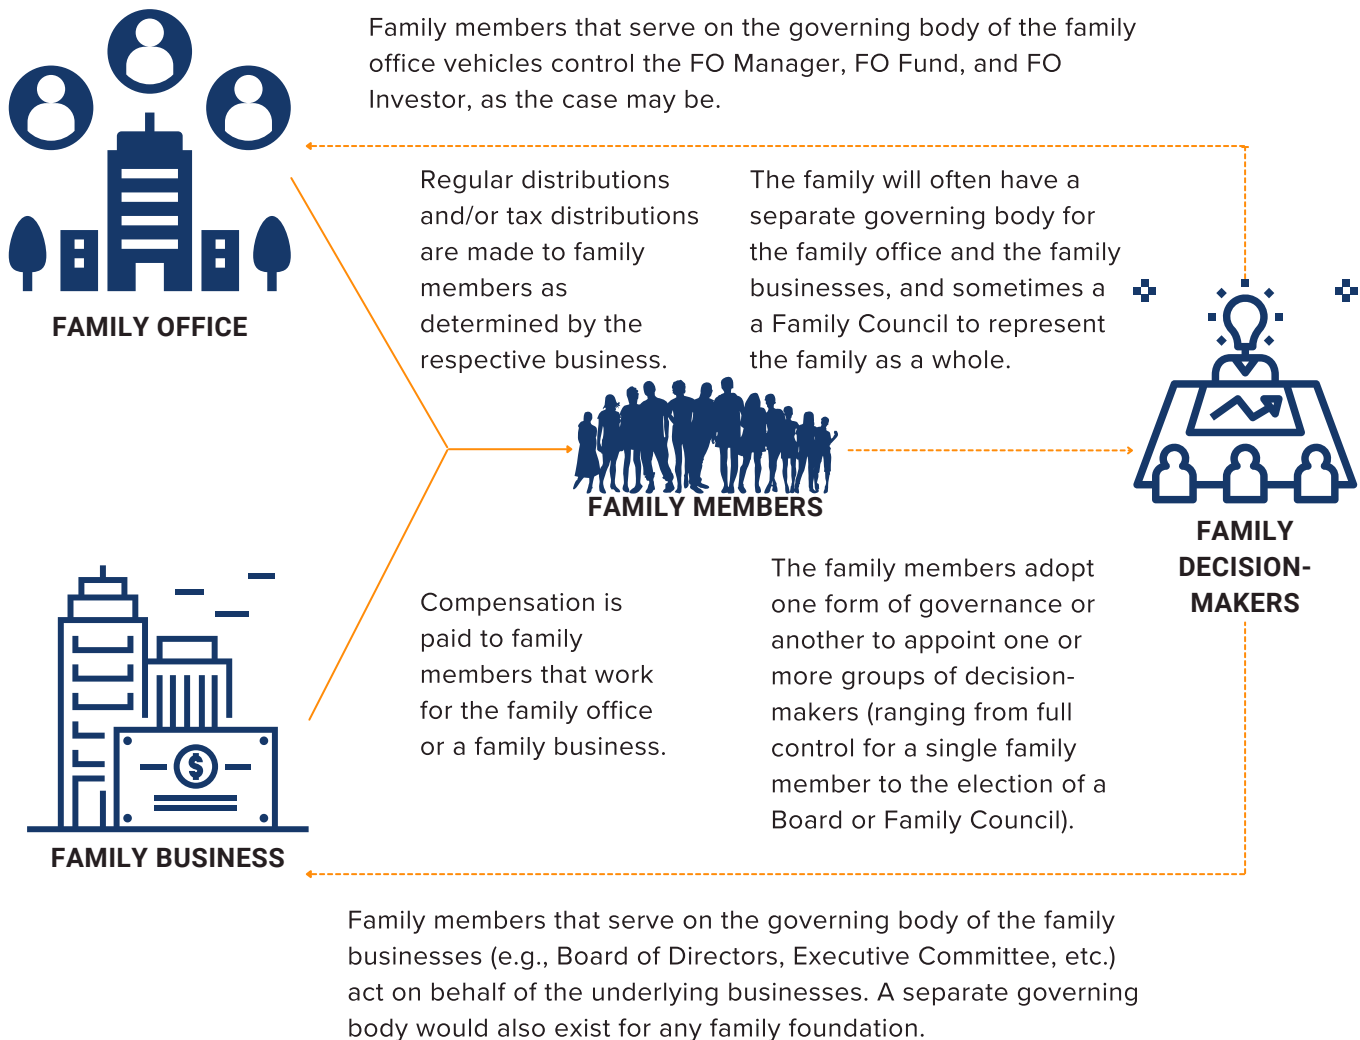 Family members that serve on the governing body of the family
office vehicles control the FO Manager, FO Fund, and FO
Investor, as the case may be.
Regular distributions
and/or tax distributions
are made to family
members as
determined by the
respective business.
The family will often have a
separate governing body for
the family office and the family
businesses, and sometimes a
a Family Council to represent
the family as a whole.
FAMILY OFFICE
FAMILY MEMBERS
FAMILY
DECISION-
MAKERS
Compensation is
paid to family
members that work
for the family office
or a family business.
The family members adopt
one form of governance or
another to appoint one or
more groups of decision-
makers (ranging from full
control for a single family
member to the election of a
Board or Family Council).
$
FAMILY BUSINESS
Family members that serve on the governing body of the family
businesses (e.g., Board of Directors, Executive Committee, etc.)
act on behalf of the underlying businesses. A separate governing
body would also exist for any family foundation.